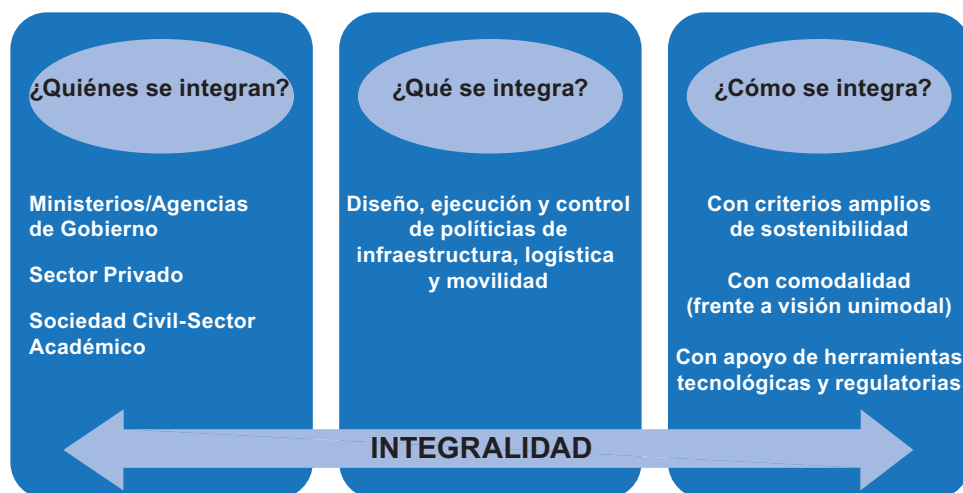 ¿Quiénes se integran?
Ministerios/Agencias
de Gobierno
Sector Privado
Sociedad Civil-Sector
Académico
¿Qué se integra?
Diseño, ejecución y control
de políticias de
infraestructura, logística
y movilidad
¿Cómo se integra?
Con criterios amplios
de sostenibilidad
Con comodalidad
(frente a visión unimodal)
Con apoyo de herramientas
tecnológicas y regulatorias
INTEGRALIDAD